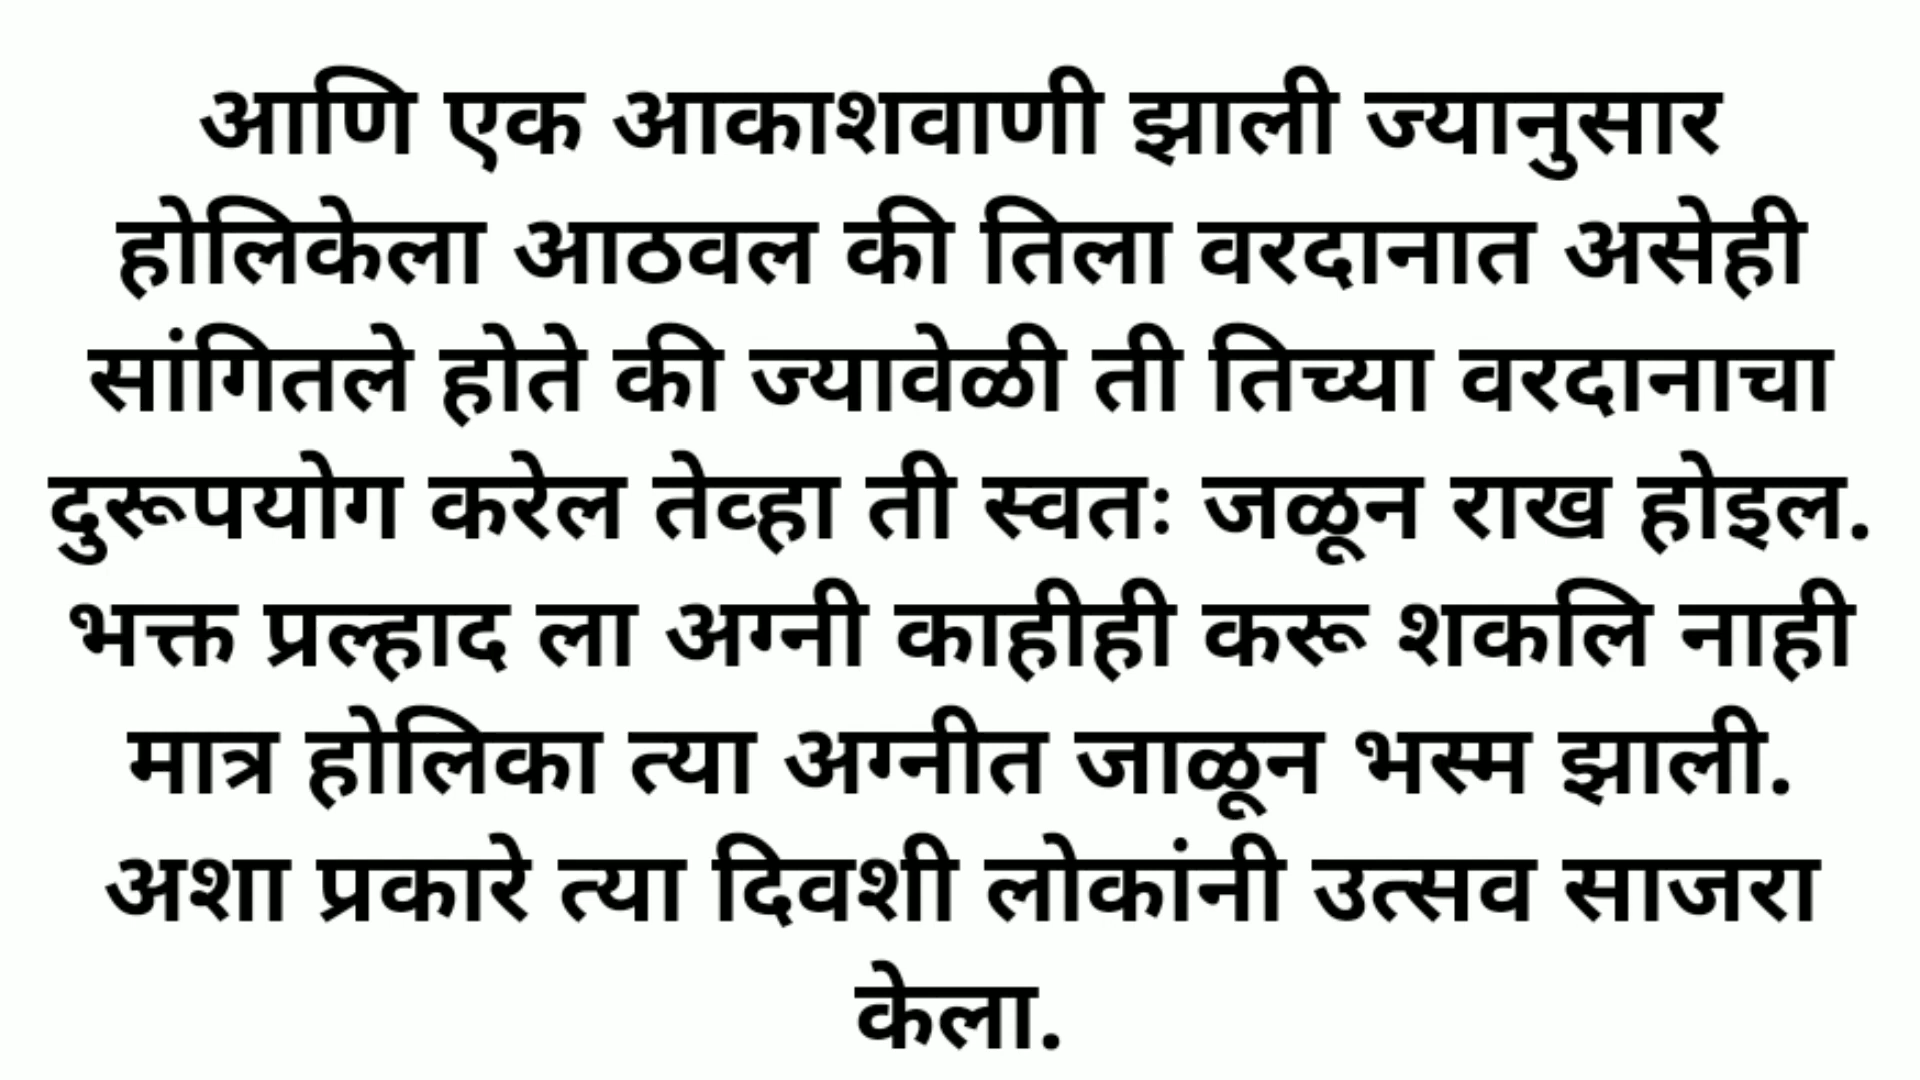 आणि एक आकाशवाणी झाली ज्यानुसार
होलिकेला आठवल की तिला वरदानात असेही
सांगितले होते की ज्यावेळी ती तिच्या वरदानाचा
दुरूपयोग करेल तेव्हा ती स्वतः जळून राख होइल.
भक्त प्रल्हाद ला अग्नी काहीही करू शकलि नाही
मात्र होलिका त्या अग्नीत जाळून भस्म झाली.
अशा प्रकारे त्या दिवशी लोकांनी उत्सव साजरा
केला.